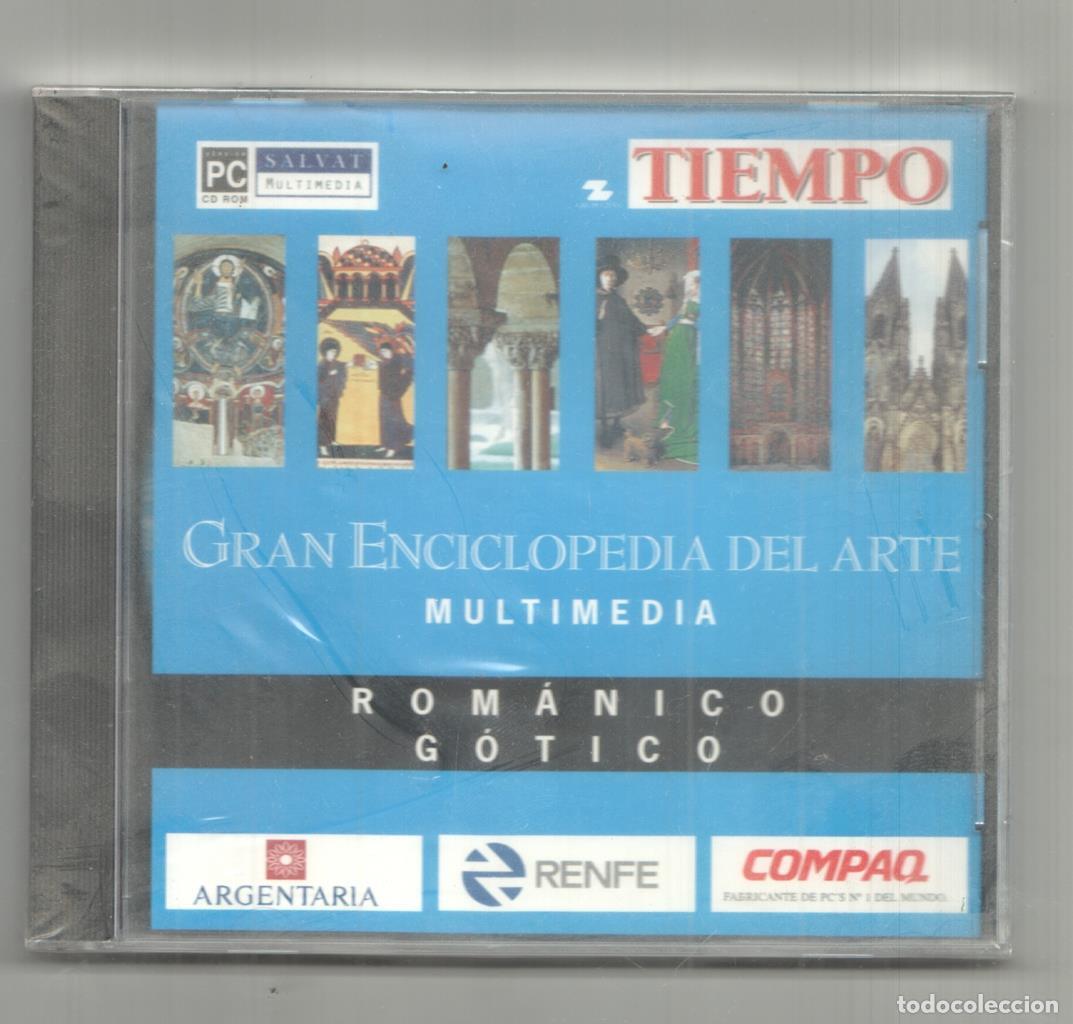 VERSIÓN
PC
CD ROM
SALVAT
MULTIMEDIA
TIEMPO
GRAN ENCICLOPEDIA DEL ARTE
MULTIMEDIA
ROMÁNICO
GÓTICO
ARGENTARIA
RENFE
COMPAQ
FABRICANTE DE PC'S Nº 1 DEL MUNDO.
todocoleccion